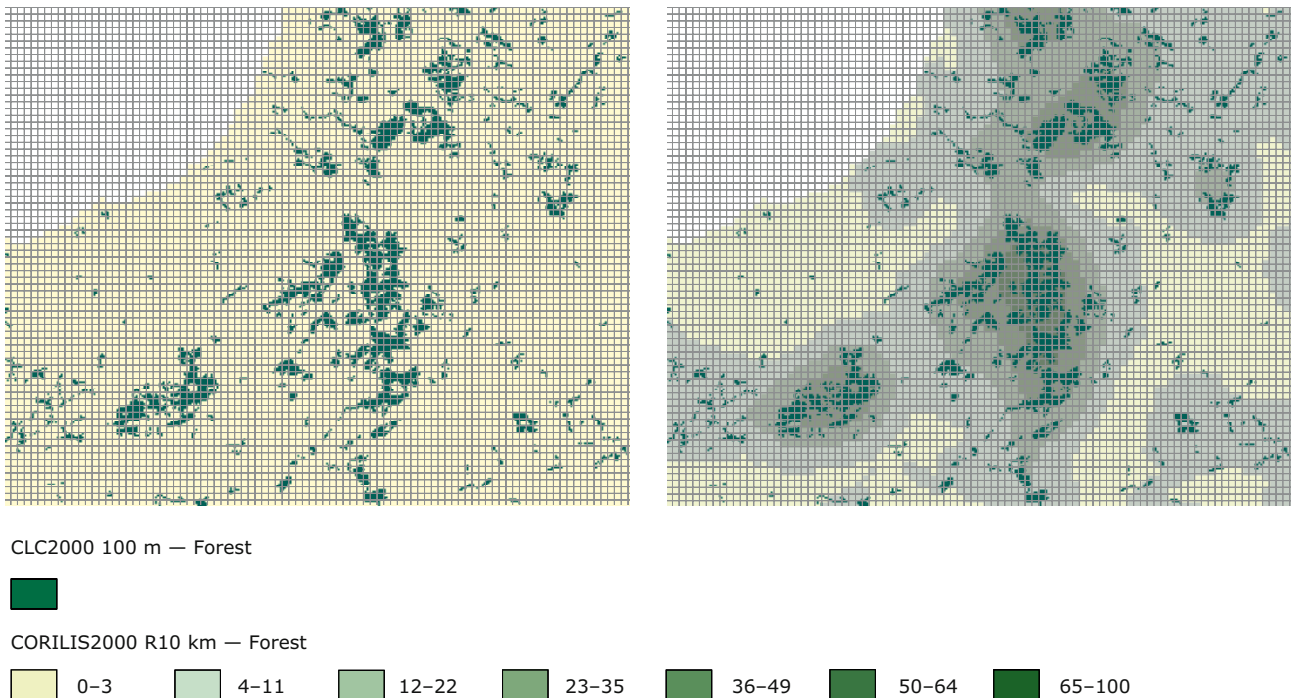 CLC2000 100 m — Forest
CORILIS2000 R10 km — Forest
0–3 4–11 12–22 23–35 36–49 50–64 65–100